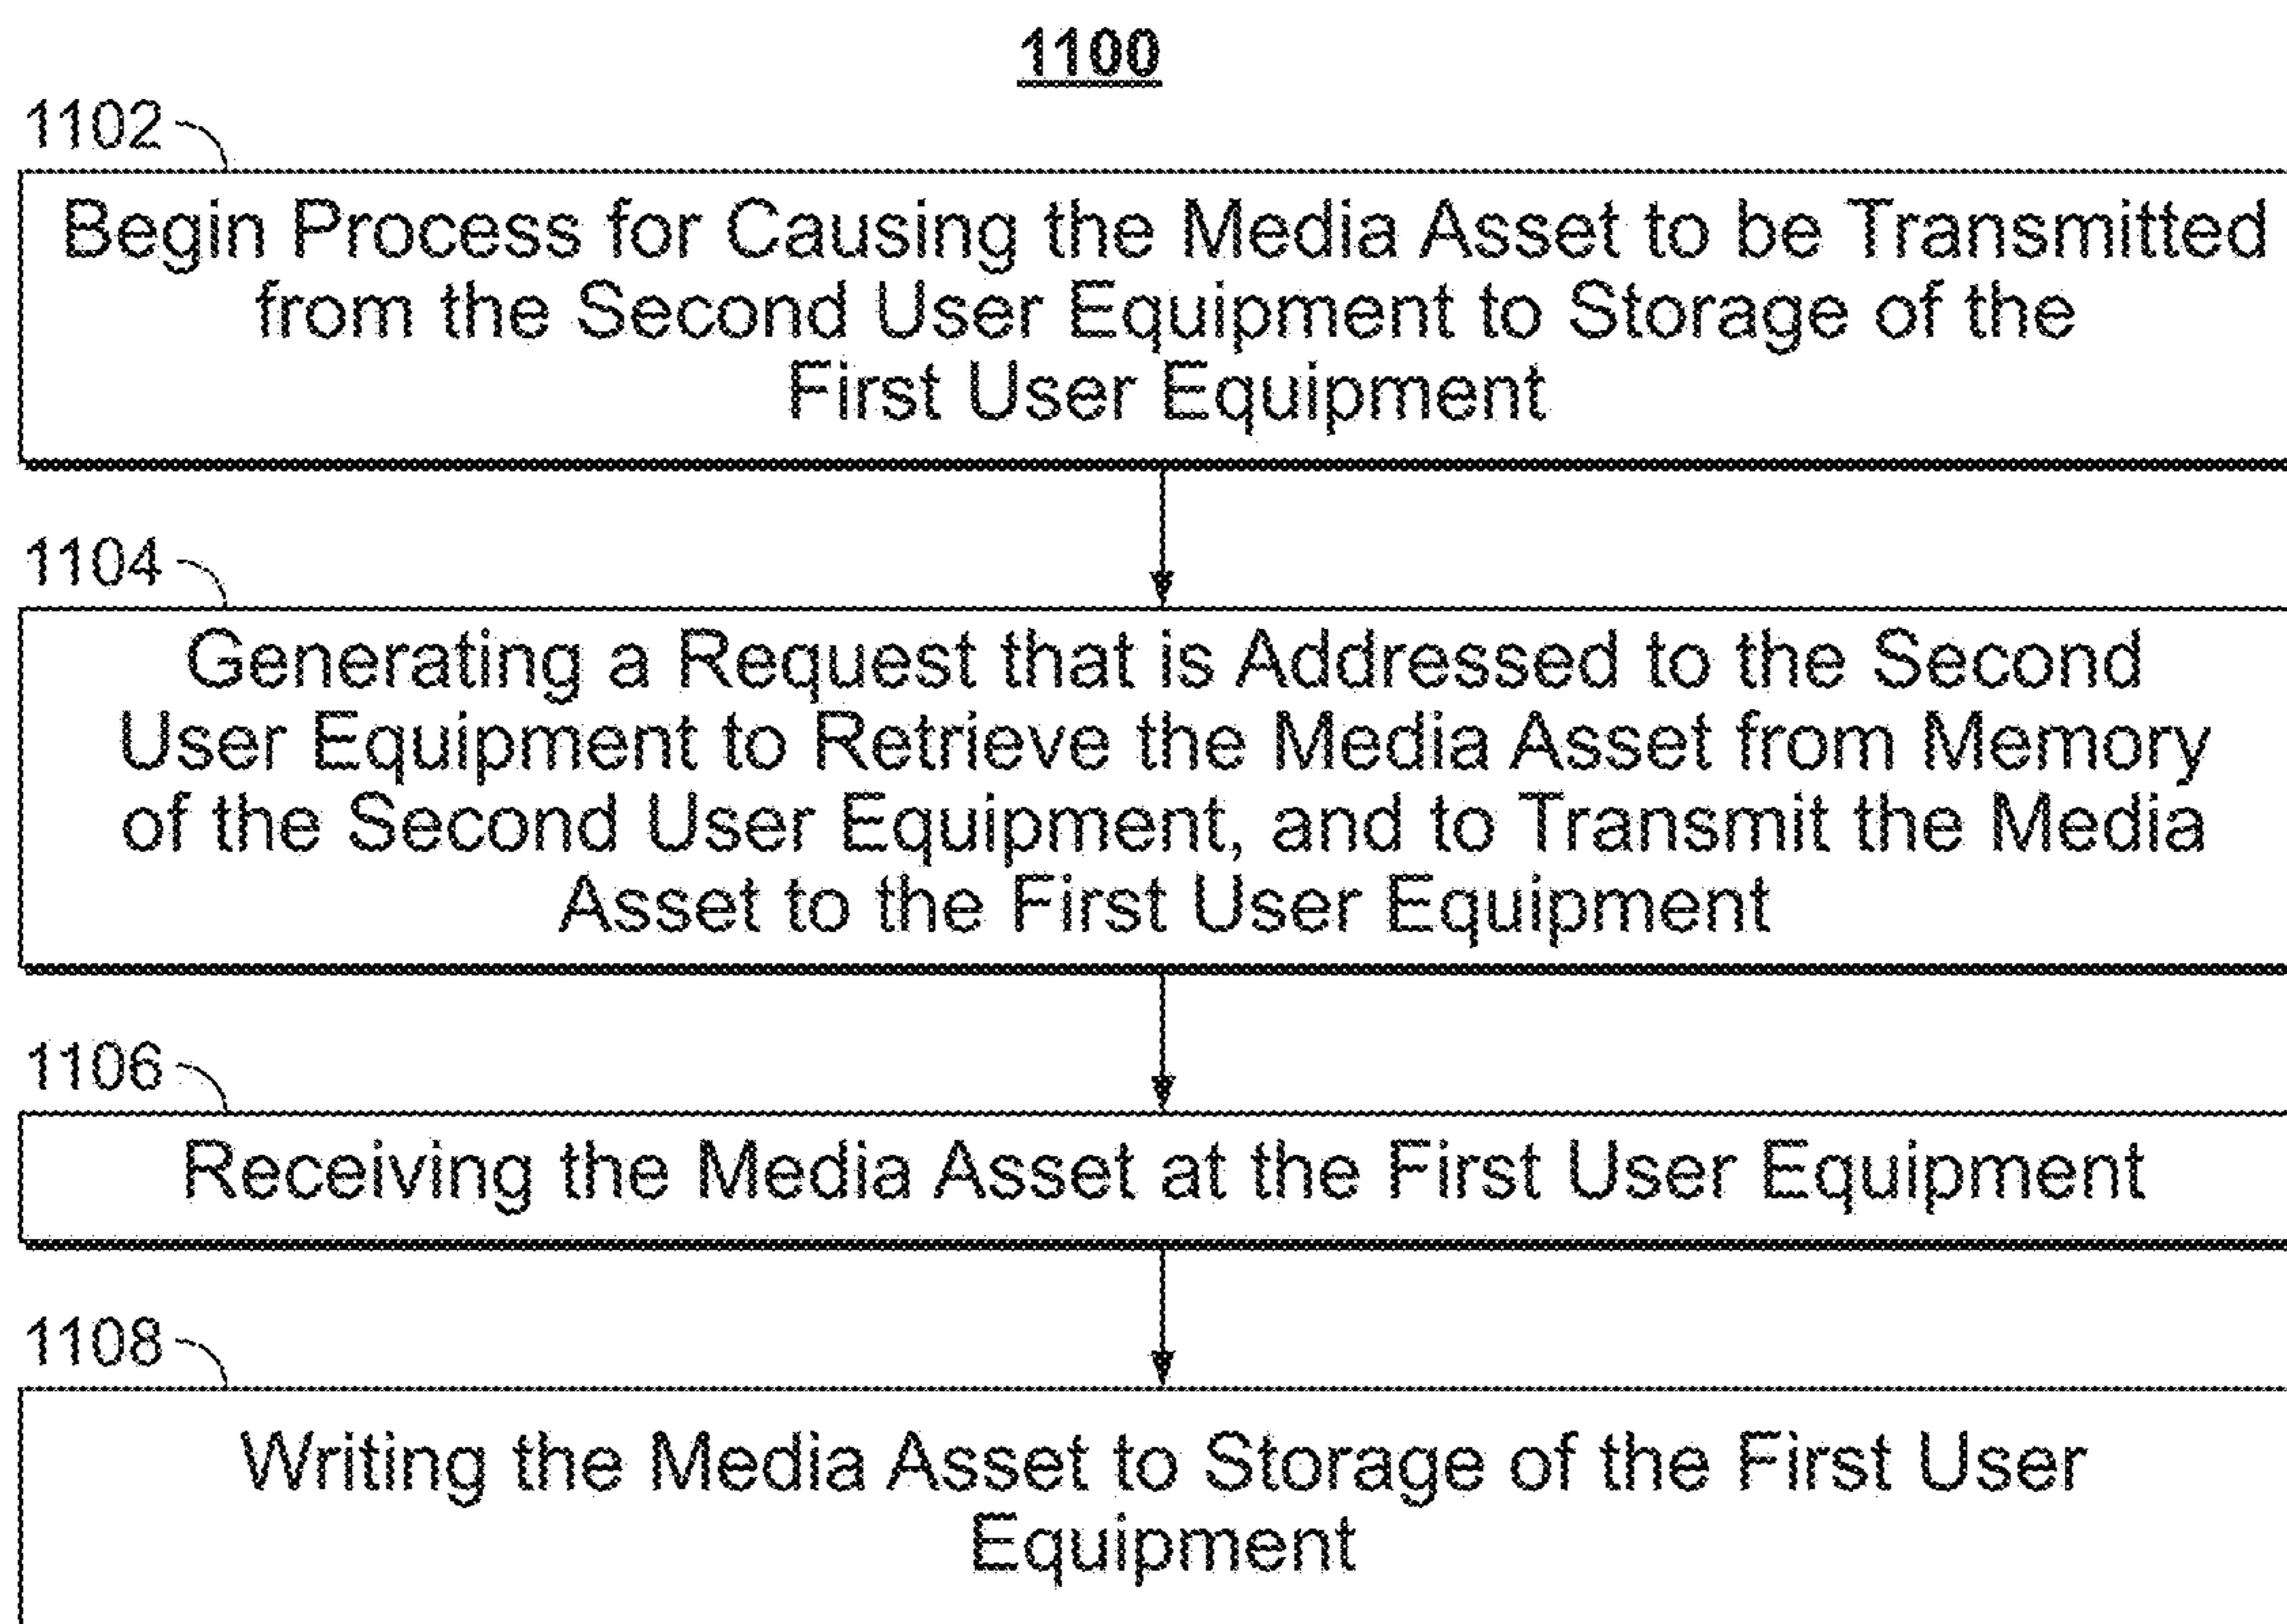 1100
1102
Begin Process for Causing the Media Asset to be Transmitted
from the Second User Equipment to Storage of the
First User Equipment
1104
Generating a Request that is Addressed to the Second
User Equipment to Retrieve the Media Asset from Memory
of the Second User Equipment, and to Transmit the Media
Asset to the First User Equipment
1106
Receiving the Media Asset at the First User Equipment
1108
Writing the Media Asset to Storage of the First User
Equipment